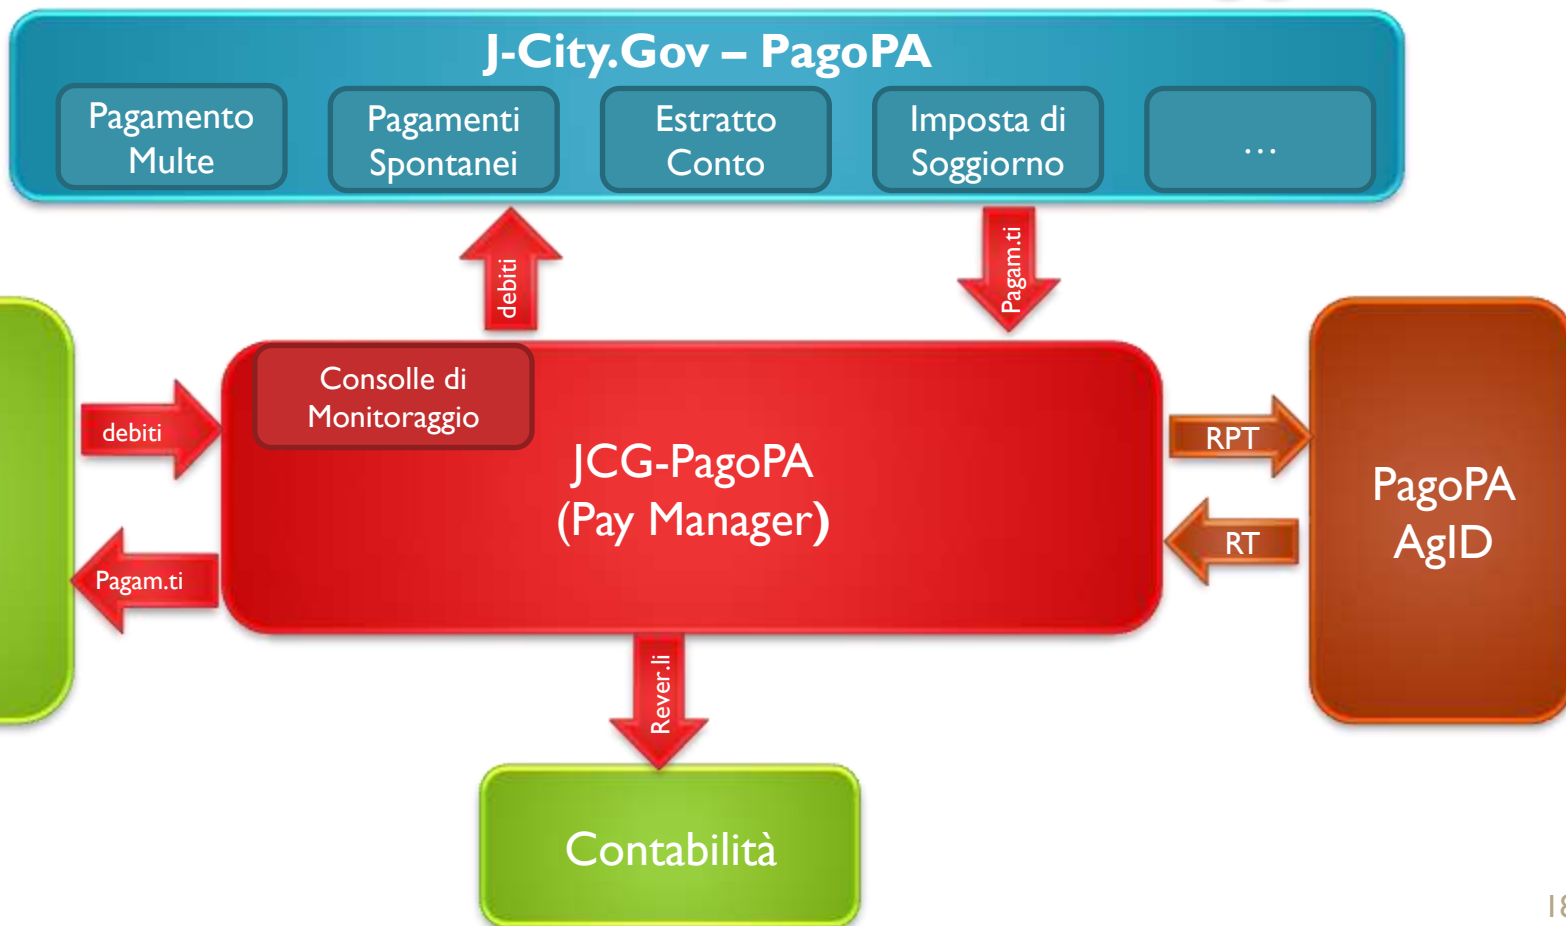 J-City.Gov – PagoPA
Pagamento
Multe
Pagamenti
Spontanei
Estratto
Conto
Imposta di
Soggiorno
…
debiti
Pagam.ti
Consolle di
Monitoraggio
debiti
JCG-PagoPA
(Pay Manager)
RPT
PagoPA
AgID
RT
Pagam.ti
Rever.li
Contabilità
18